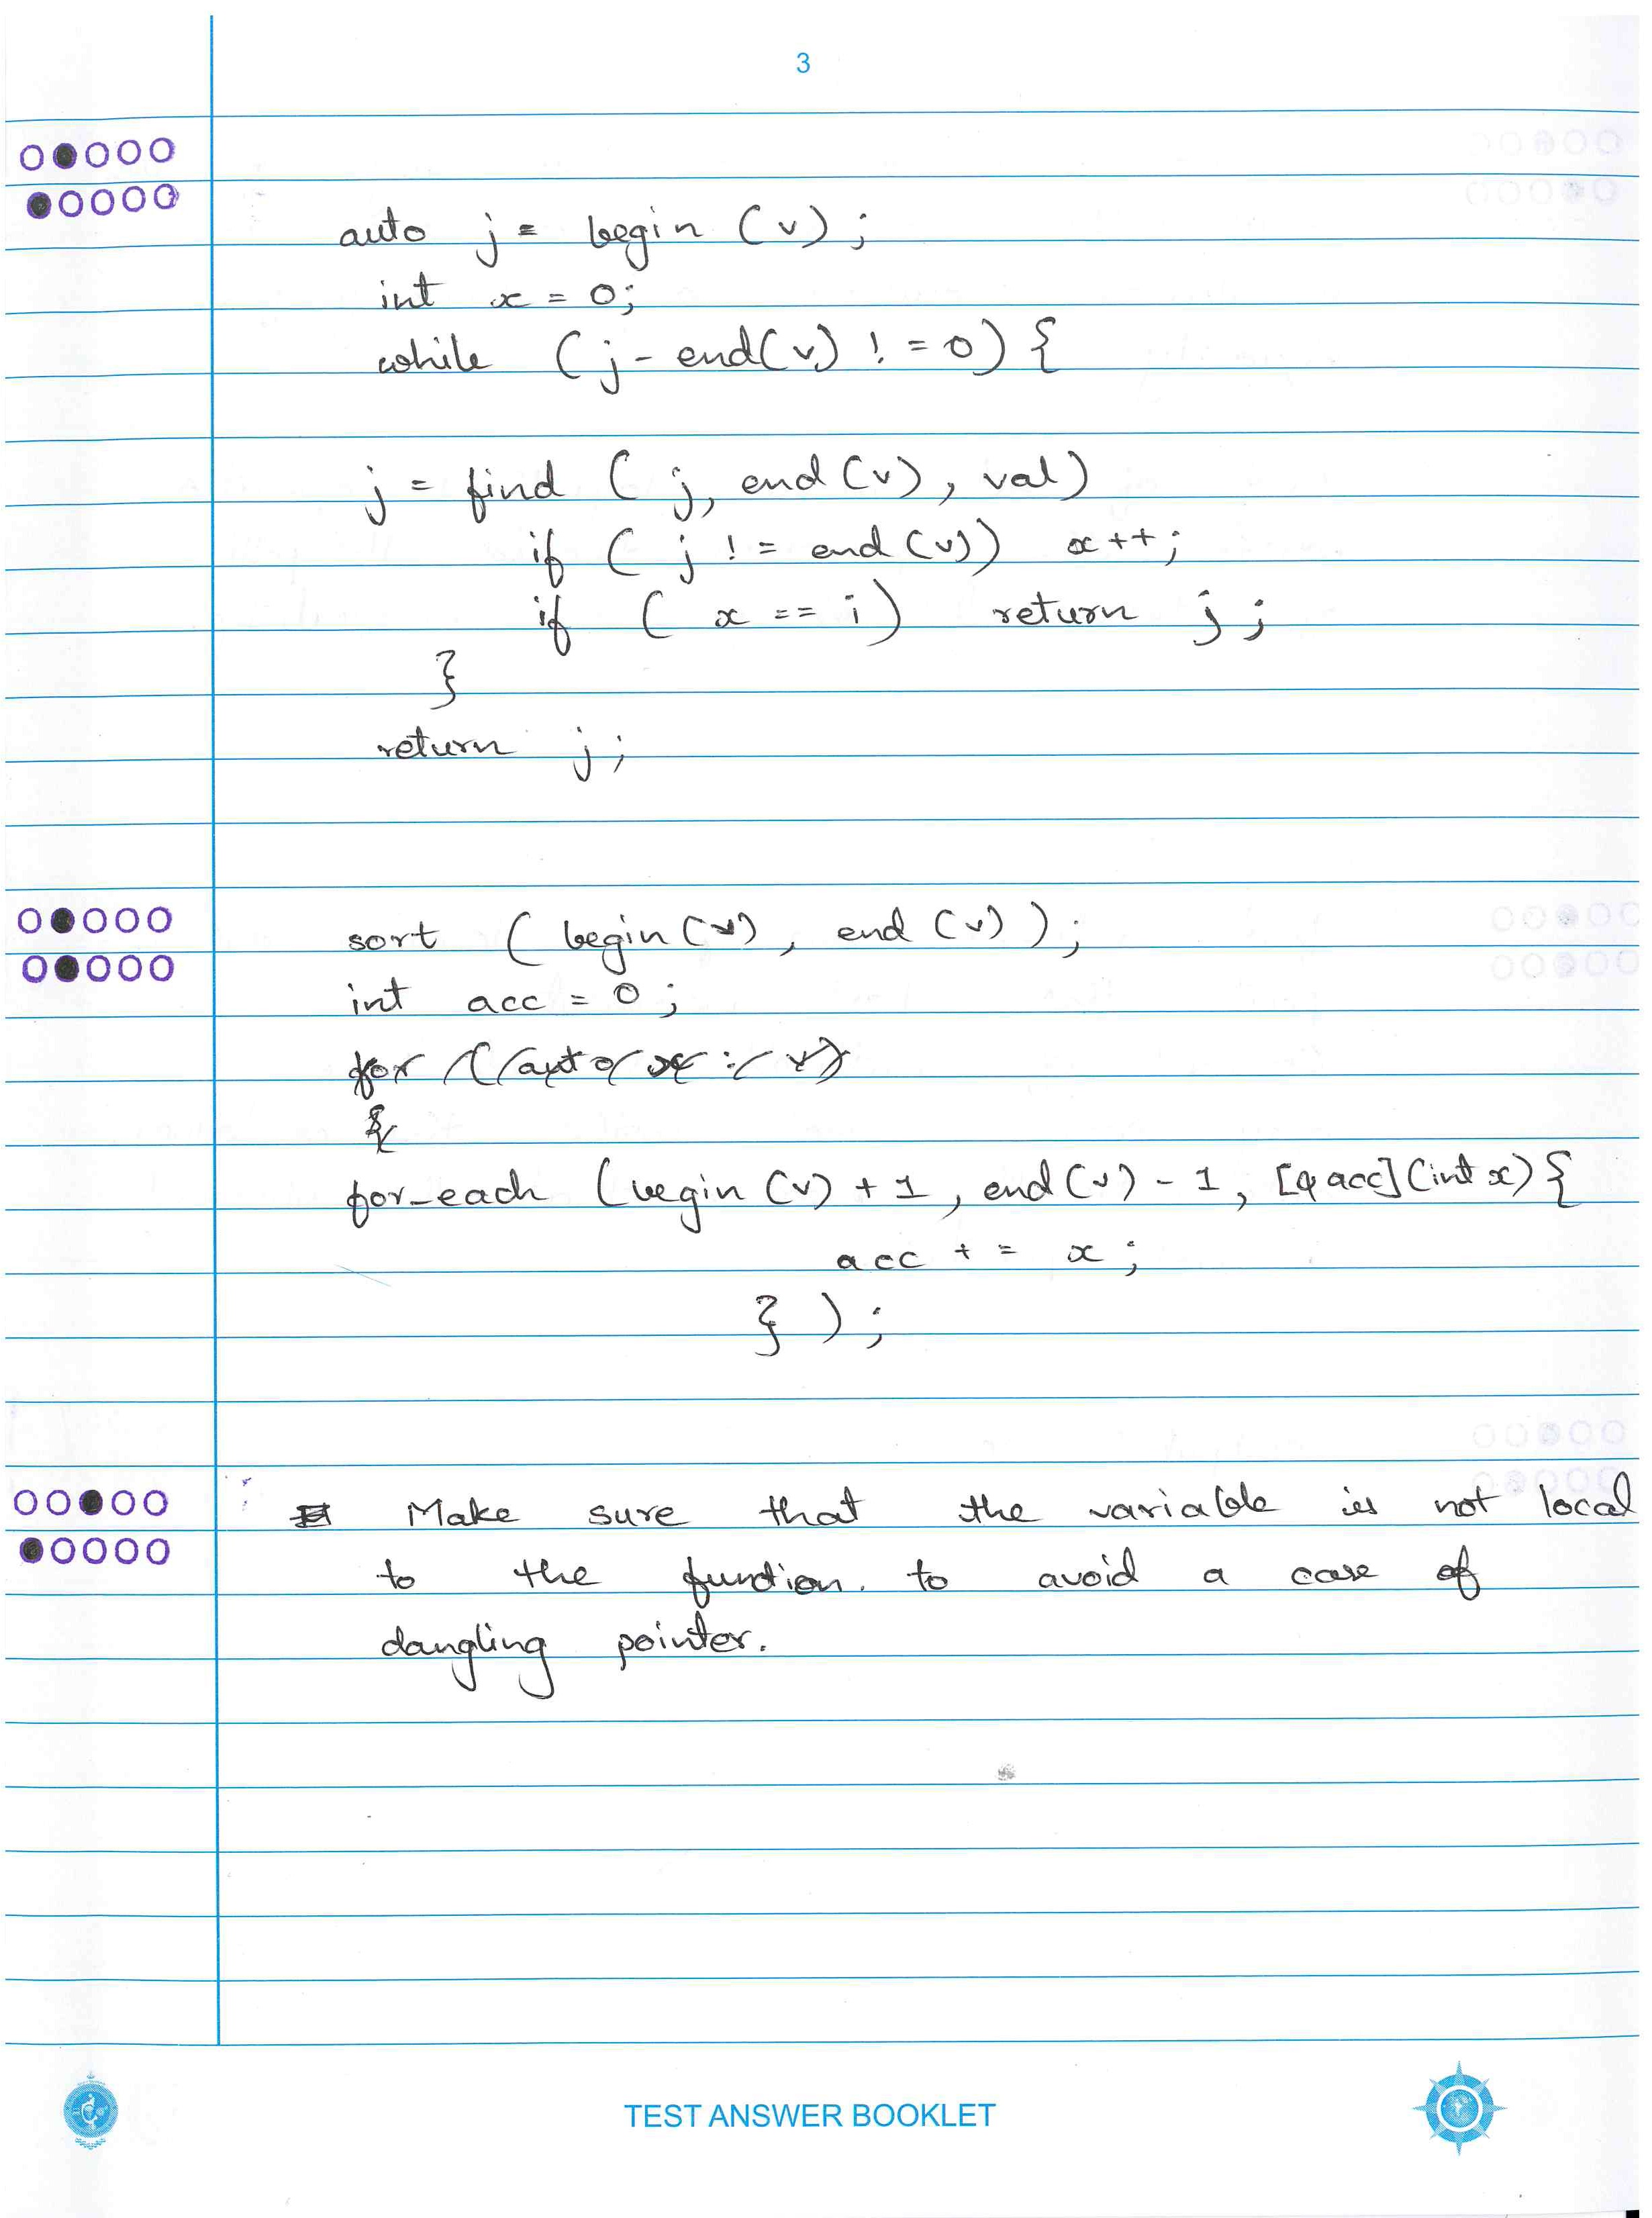 3
auto j = begin (v);
int x = 0;
while (j - end(v) != 0) {
j = find (j, end(v), val)
if (j != end(v)) x++;
if (x == i) return j;
}
return j;
sort (begin(v), end(v));
int acc = 0;
for (auto x : v)
{
for_each (begin(v) + 1, end(v) - 1, [& acc](int x) {
acc += x;
});
Make sure that the variable is not local
to the function. to avoid a case of
dangling pointer.
TEST ANSWER BOOKLET